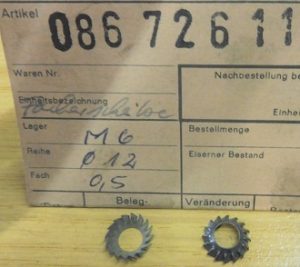 Artikel
086 726 11
Waren Nr.
Nachbestellung be
Einheitsbezeichnung
Einhe
Lager
M6
Bestellmenge
Reihe
Ø 12
Eiserner Bestand
Fach
0,5
Beleg-
Veränderung